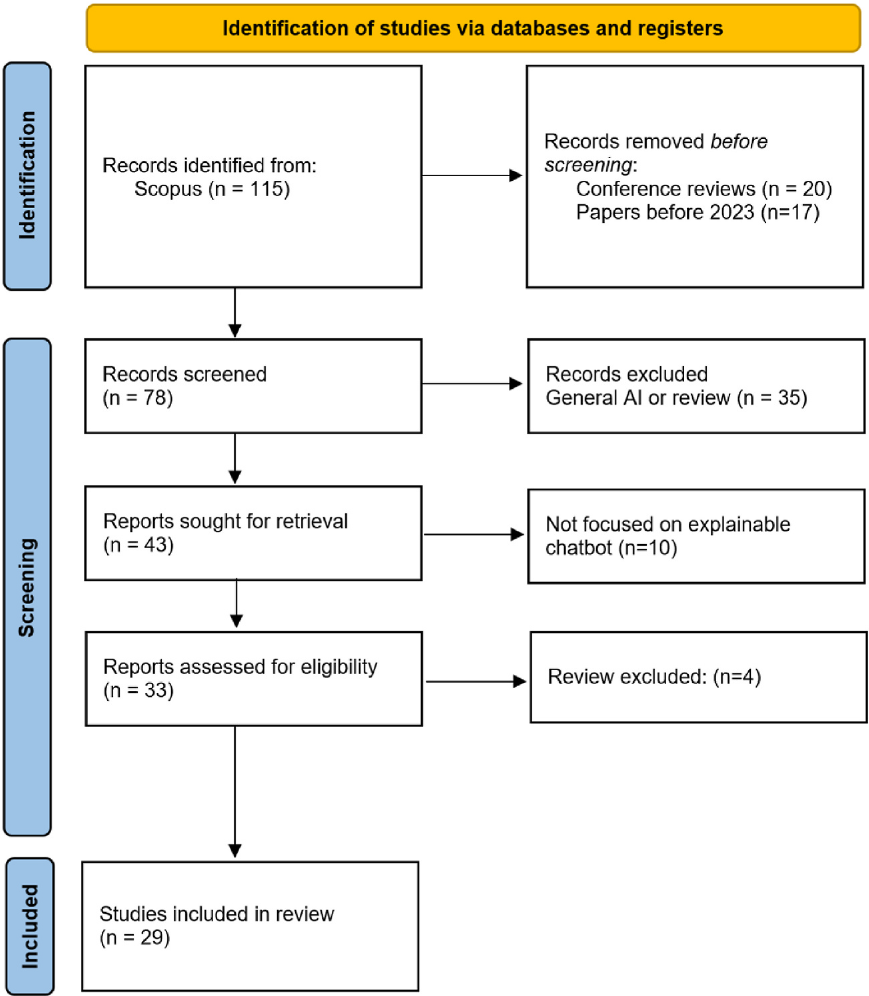 Identification of studies via databases and registers
Identification
Records identified from:
Scopus (n = 115)
Records removed before
screening:
Conference reviews (n = 20)
Papers before 2023 (n=17)
Screening
Records screened
(n = 78)
Records excluded
General AI or review (n = 35)
Reports sought for retrieval
(n = 43)
Not focused on explainable
chatbot (n=10)
Reports assessed for eligibility
(n = 33)
Review excluded: (n=4)
Included
Studies included in review
(n = 29)